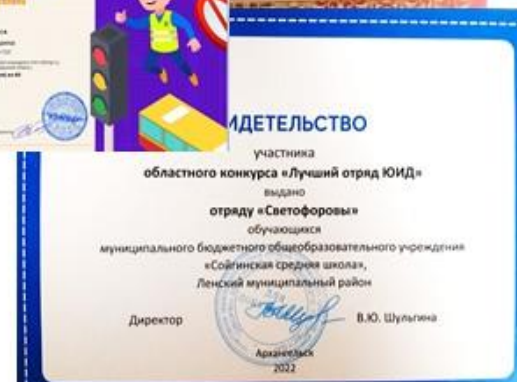 ИДЕТЕЛЬСТВО
участника
областного конкурса «Лучший отряд ЮИД»
выдано
отряду «Светофоровы»
обучающихся
муниципального бюджетного общеобразовательного учреждения
«Сойгинская средняя школа»,
Ленский муниципальный район
Директор В.Ю. Шульгина
Архангельск
2022